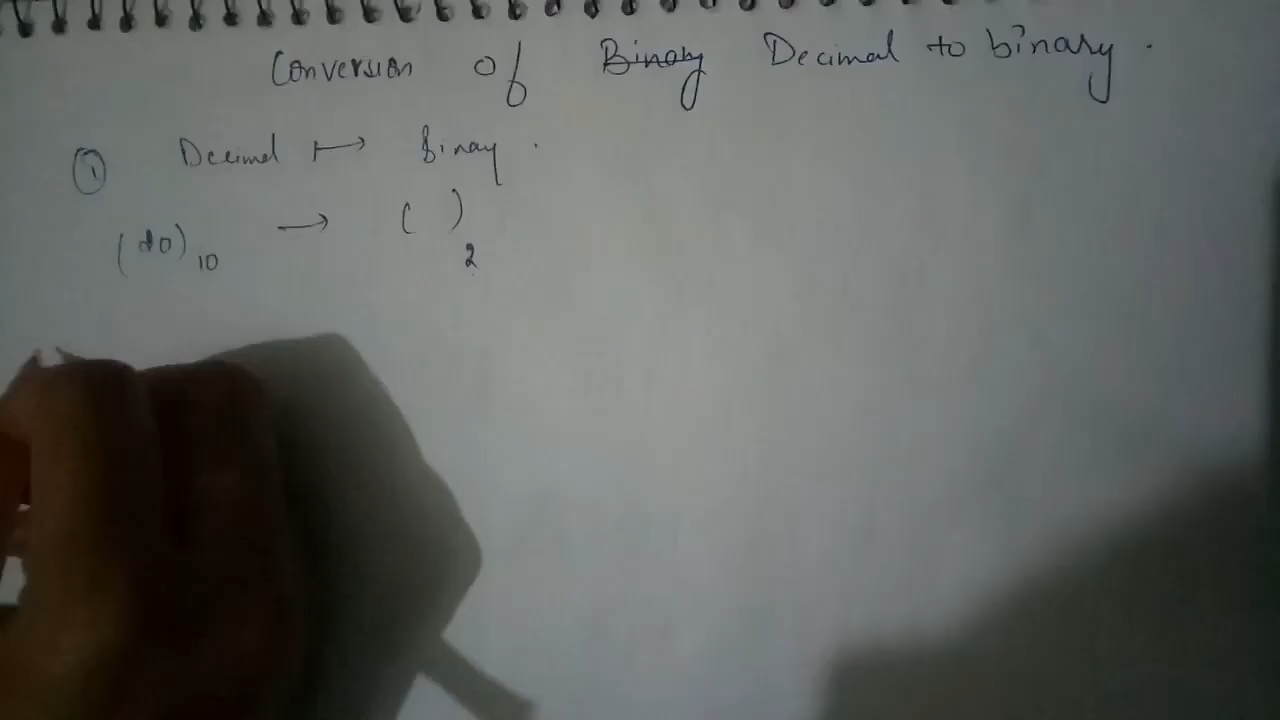 Conversion of Binary Decimal to binary.
① Decimal ↦ Binary.
(20)10 → ( )2